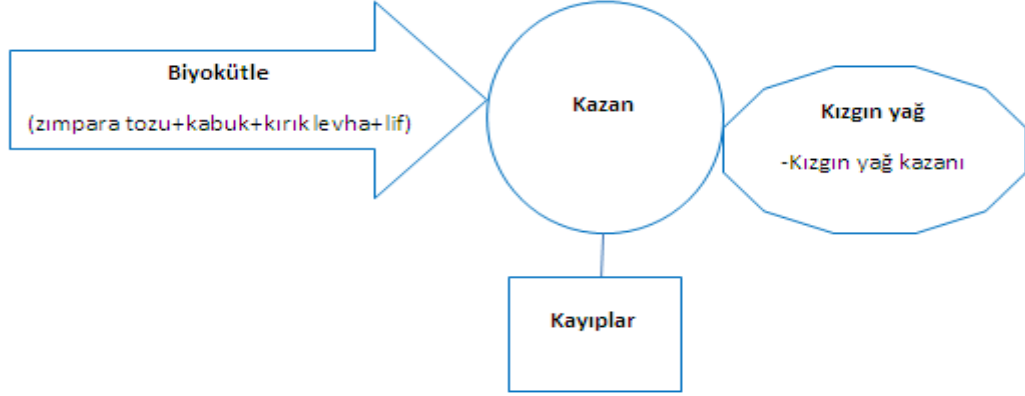 Biyokütle
(zımpara tozu+kabuk+kırık levha+lif)
Kazan
Kızgın yağ
-Kızgın yağ kazanı
Kayıplar